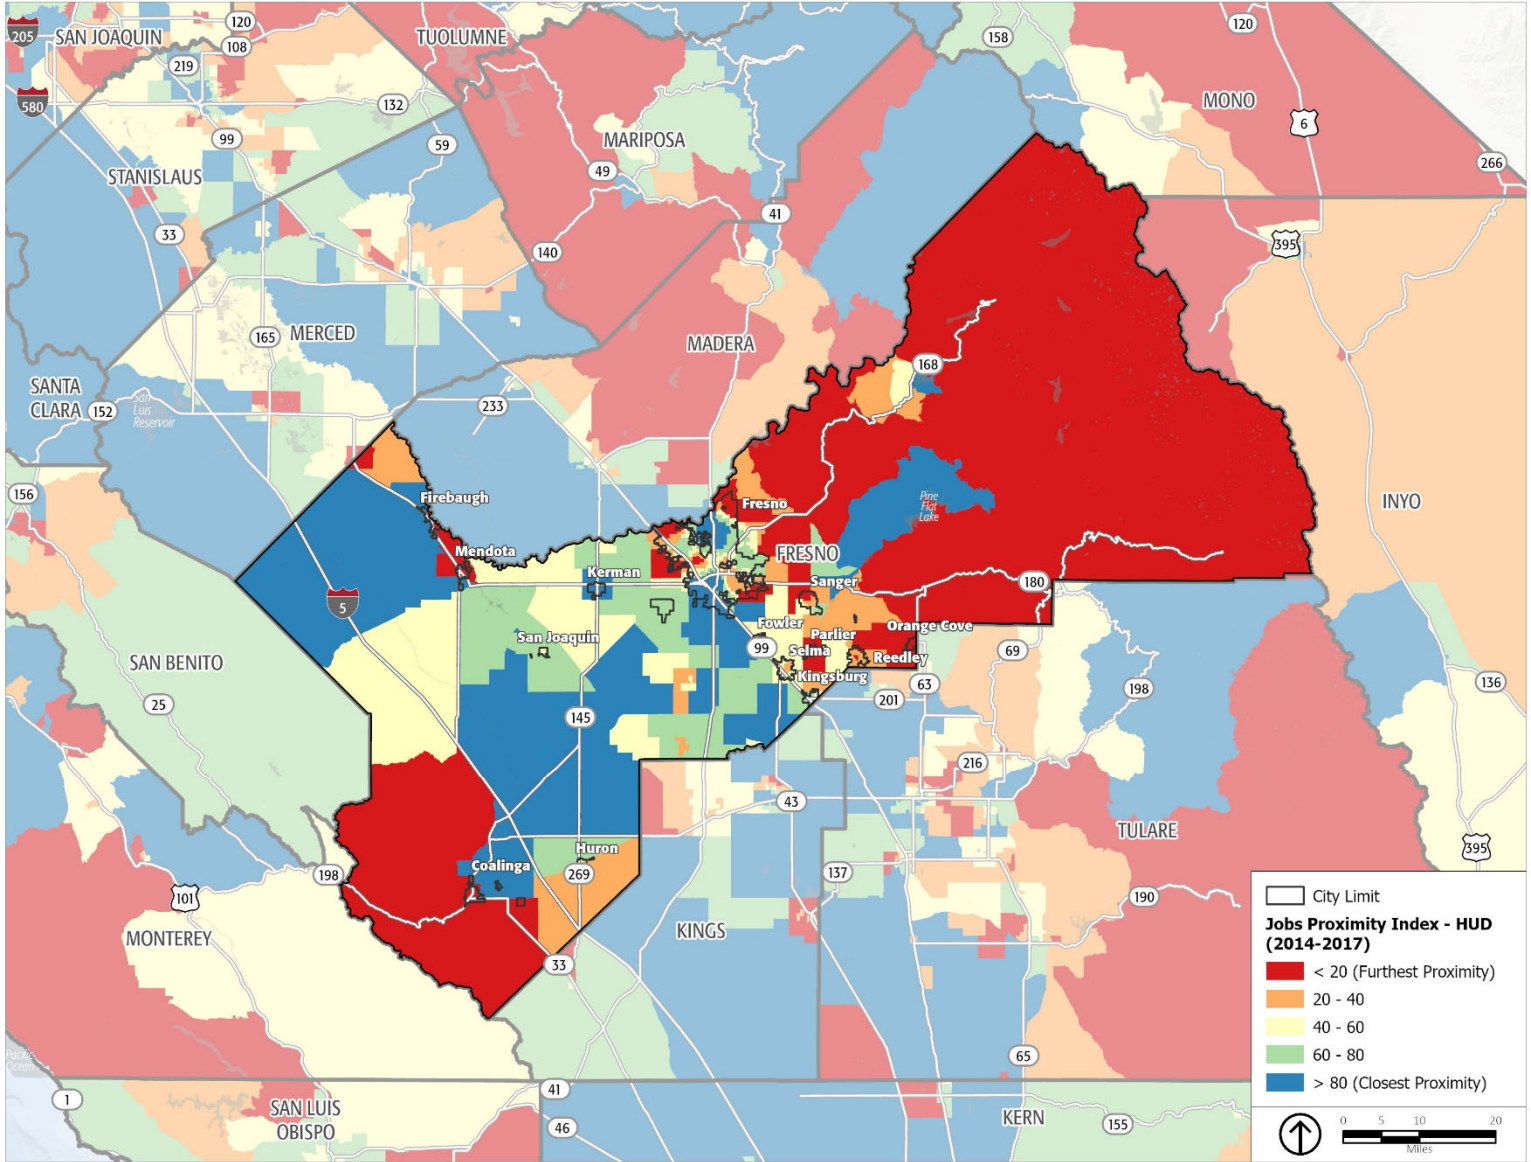 205
SAN JOAQUIN
120
108
219
TUOLUMNE
158
120
580
132
MONO
6
99
59
MARIPOSA
266
STANISLAUS
49
33
41
395
140
165
MERCED
MADERA
168
SANTA
CLARA
152
San
Luis
Reservoir
233
156
Firebaugh
Fresno
Pine
Flat
Lake
INYO
Mendota
FRESNO
Kerman
Sanger
180
5
Fowler
Orange Cove
San Joaquin
Parlier
99
Selma
Reedley
69
SAN BENITO
Kingsburg
63
198
136
25
201
145
216
43
TULARE
395
Huron
Coalinga
198
269
137
101
190
MONTEREY
KINGS
33
65
Pacific
Ocean
1
41
SAN LUIS
OBISPO
46
KERN
155
City Limit
Jobs Proximity Index - HUD
(2014-2017)
< 20 (Furthest Proximity)
20 - 40
40 - 60
60 - 80
> 80 (Closest Proximity)
0 5 10 20
Miles